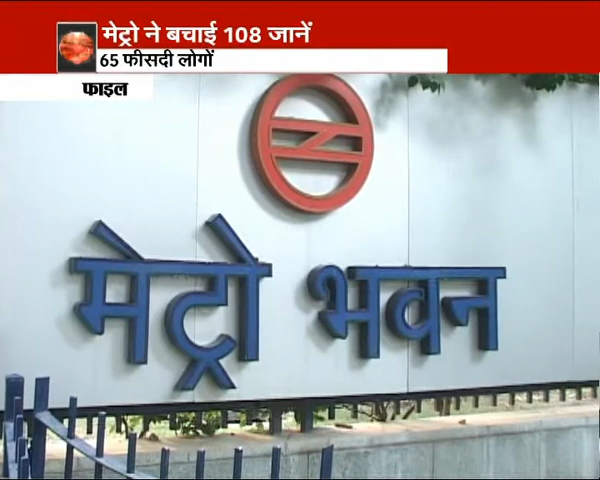 मेट्रो ने बचाई 108 जानें
65 फीसदी लोगों
फाइल
मेट्रो भवन